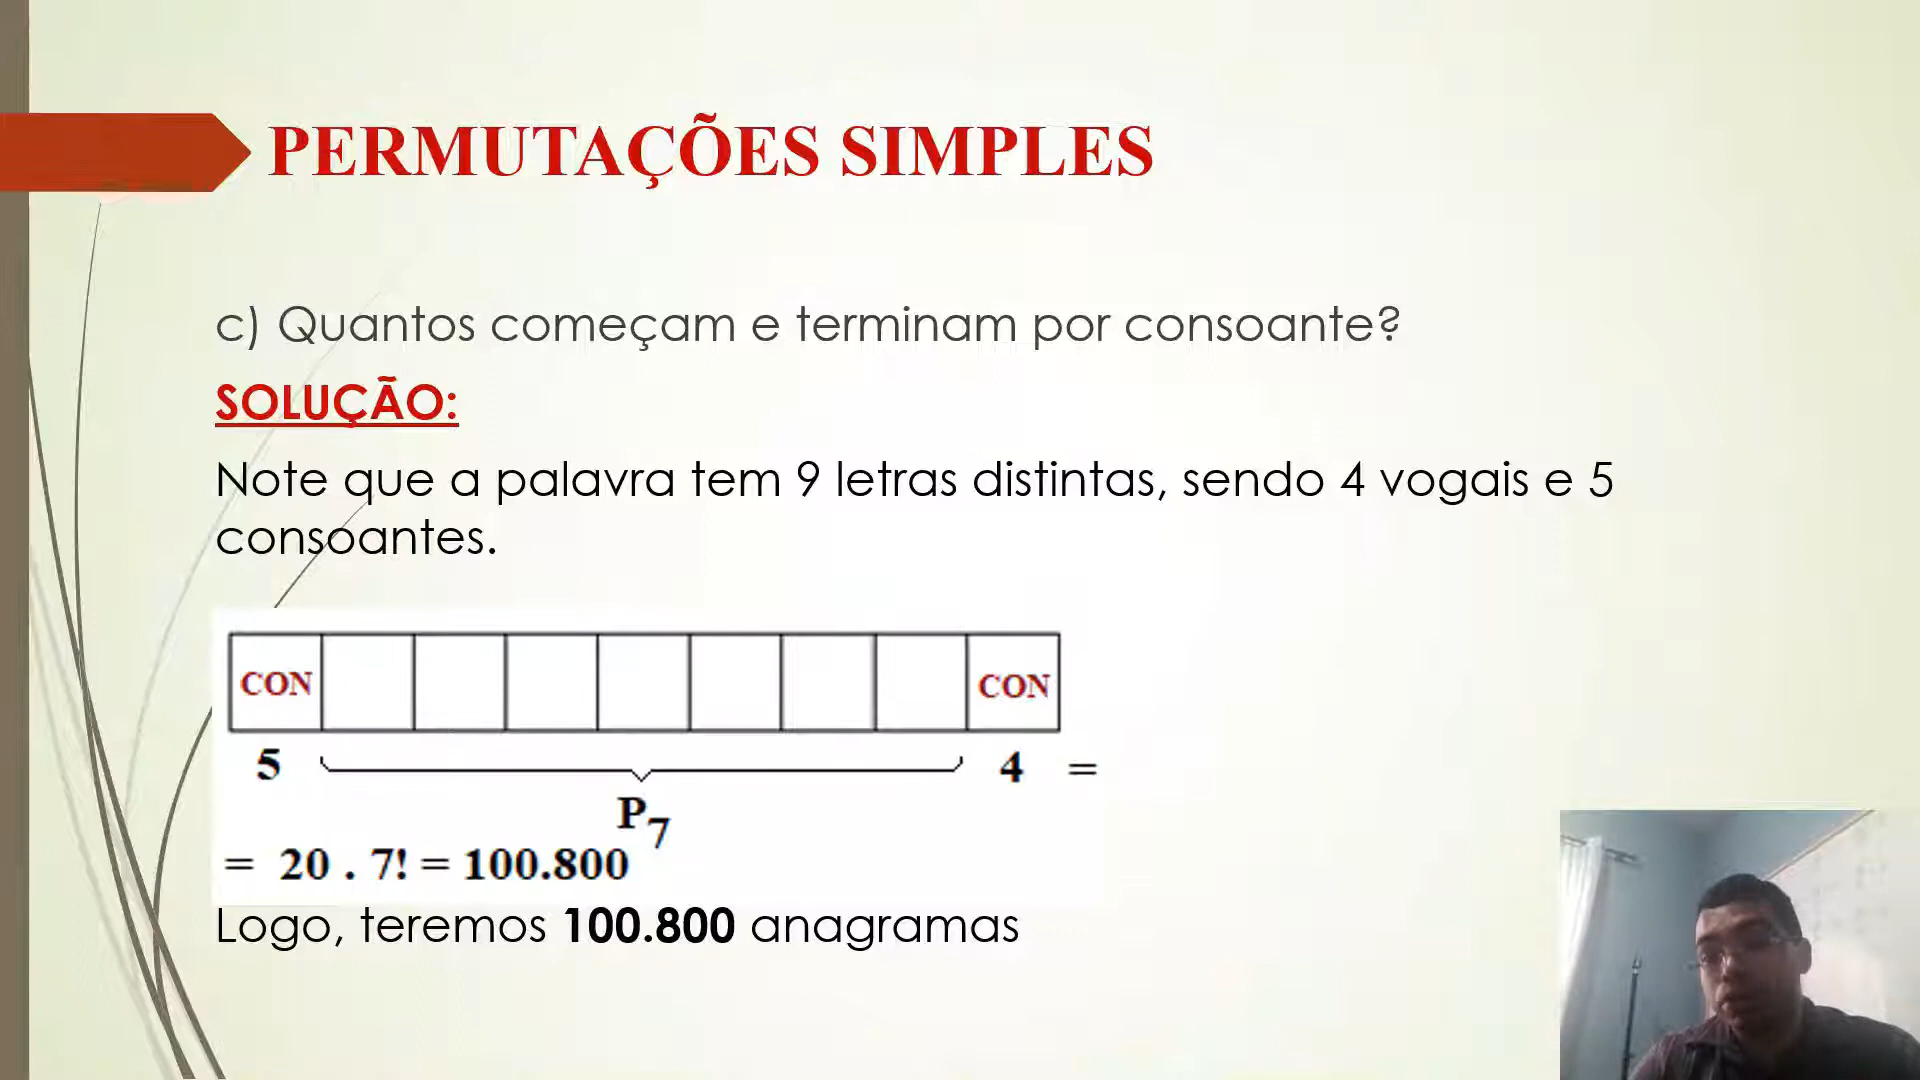 PERMUTAÇÕES SIMPLES
c) Quantos começam e terminam por consoante?
SOLUÇÃO:
Note que a palavra tem 9 letras distintas, sendo 4 vogais e 5
consoantes.
CON CON
5 4 =
P7
= 20 . 7! = 100.800
Logo, teremos 100.800 anagramas